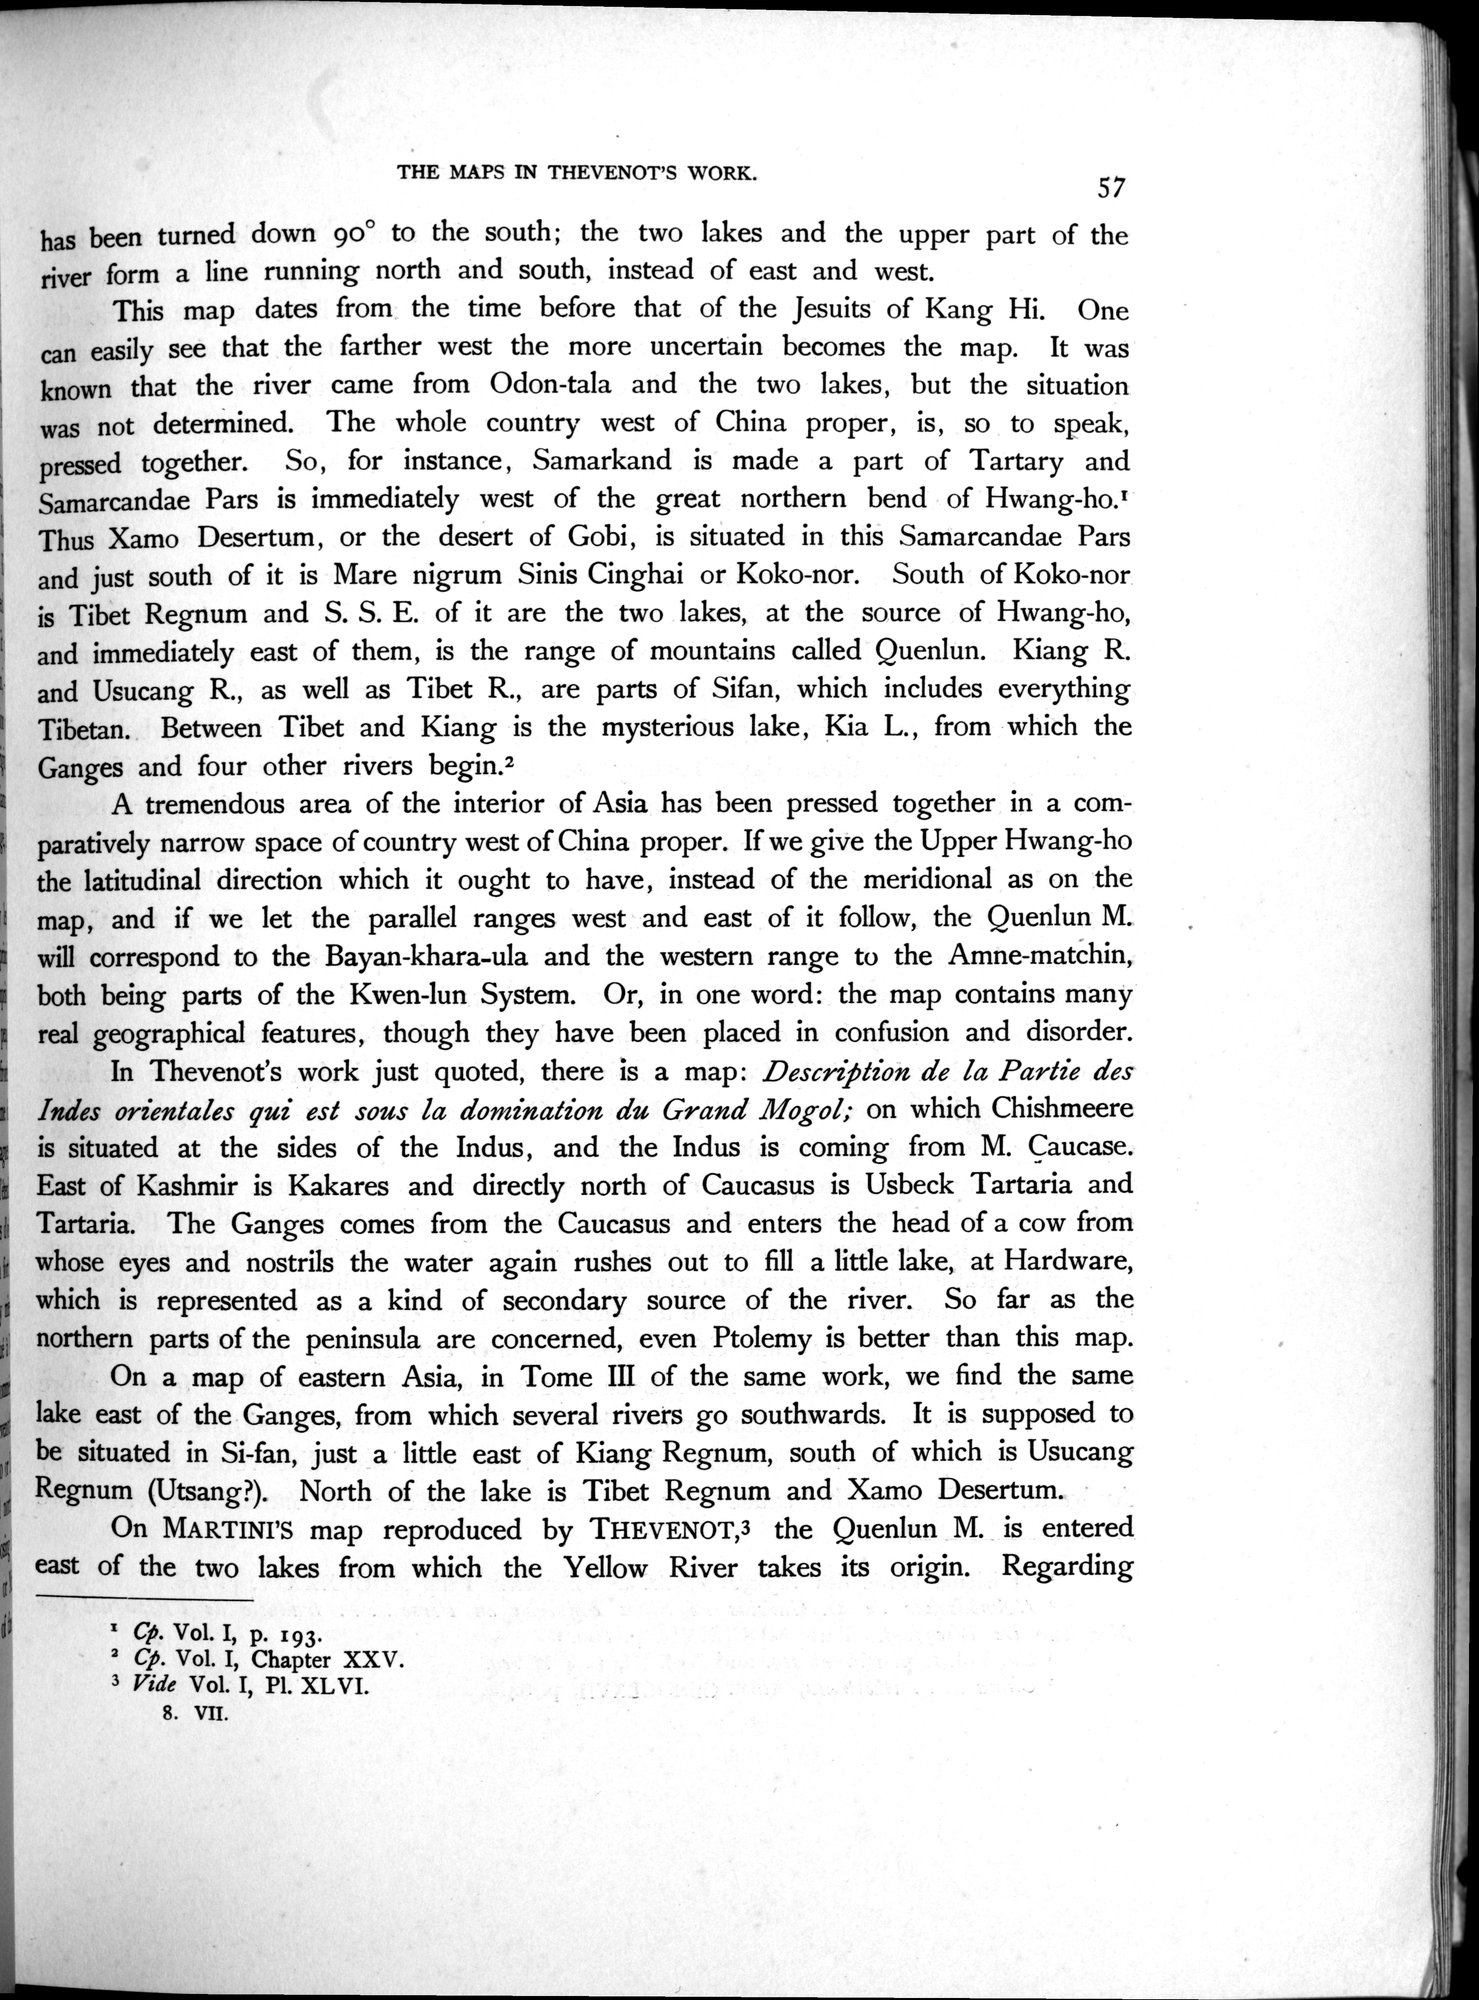 THE MAPS IN THEVENOT'S WORK.
57
has been turned down 90° to the south; the two lakes and the upper part of the
river form a line running north and south, instead of east and west.
This map dates from the time before that of the Jesuits of Kang Hi. One
can easily see that the farther west the more uncertain becomes the map. It was
known that the river came from Odon-tala and the two lakes, but the situation
was not determined. The whole country west of China proper, is, so to speak,
pressed together. So, for instance, Samarkand is made a part of Tartary and
Samarcandae Pars is immediately west of the great northern bend of Hwang-ho.¹
Thus Xamo Desertum, or the desert of Gobi, is situated in this Samarcandae Pars
and just south of it is Mare nigrum Sinis Cinghai or Koko-nor. South of Koko-nor
is Tibet Regnum and S. S. E. of it are the two lakes, at the source of Hwang-ho,
and immediately east of them, is the range of mountains called Quenlun. Kiang R.
and Usucang R., as well as Tibet R., are parts of Sifan, which includes everything
Tibetan. Between Tibet and Kiang is the mysterious lake, Kia L., from which the
Ganges and four other rivers begin.²
A tremendous area of the interior of Asia has been pressed together in a com-
paratively narrow space of country west of China proper. If we give the Upper Hwang-ho
the latitudinal direction which it ought to have, instead of the meridional as on the
map, and if we let the parallel ranges west and east of it follow, the Quenlun M.
will correspond to the Bayan-khara-ula and the western range to the Amne-matchin,
both being parts of the Kwen-lun System. Or, in one word: the map contains many
real geographical features, though they have been placed in confusion and disorder.
In Thevenot's work just quoted, there is a map: Description de la Partie des
Indes orientales qui est sous la domination du Grand Mogol; on which Chishmeere
is situated at the sides of the Indus, and the Indus is coming from M. Caucase.
East of Kashmir is Kakares and directly north of Caucasus is Usbeck Tartaria and
Tartaria. The Ganges comes from the Caucasus and enters the head of a cow from
whose eyes and nostrils the water again rushes out to fill a little lake, at Hardware,
which is represented as a kind of secondary source of the river. So far as the
northern parts of the peninsula are concerned, even Ptolemy is better than this map.
On a map of eastern Asia, in Tome III of the same work, we find the same
lake east of the Ganges, from which several rivers go southwards. It is supposed to
be situated in Si-fan, just a little east of Kiang Regnum, south of which is Usucang
Regnum (Utsang?). North of the lake is Tibet Regnum and Xamo Desertum.
On MARTINI'S map reproduced by THEVENOT,³ the Quenlun M. is entered
east of the two lakes from which the Yellow River takes its origin. Regarding
¹ Cp. Vol. I, p. 193.
² Cp. Vol. I, Chapter XXV.
³ Vide Vol. I, Pl. XLVI.
8. VII.